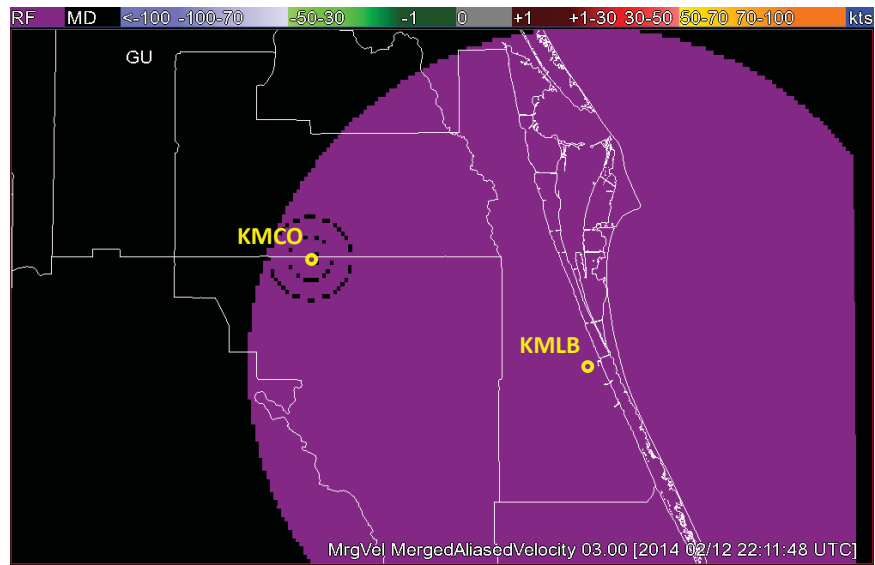 RF MD <-100 -100-70 -50-30 -1 0 +1 +1-30 30-50 50-70 70-100 kts
GU
KMCO
KMLB
MrgVel MergedAliasedVelocity 03.00 [2014 02/12 22:11:48 UTC]